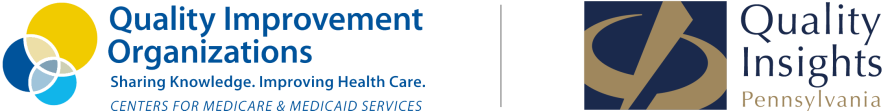 Quality Improvement
Organizations
Sharing Knowledge. Improving Health Care.
CENTERS FOR MEDICARE & MEDICAID SERVICES
Quality
Insights
Pennsylvania